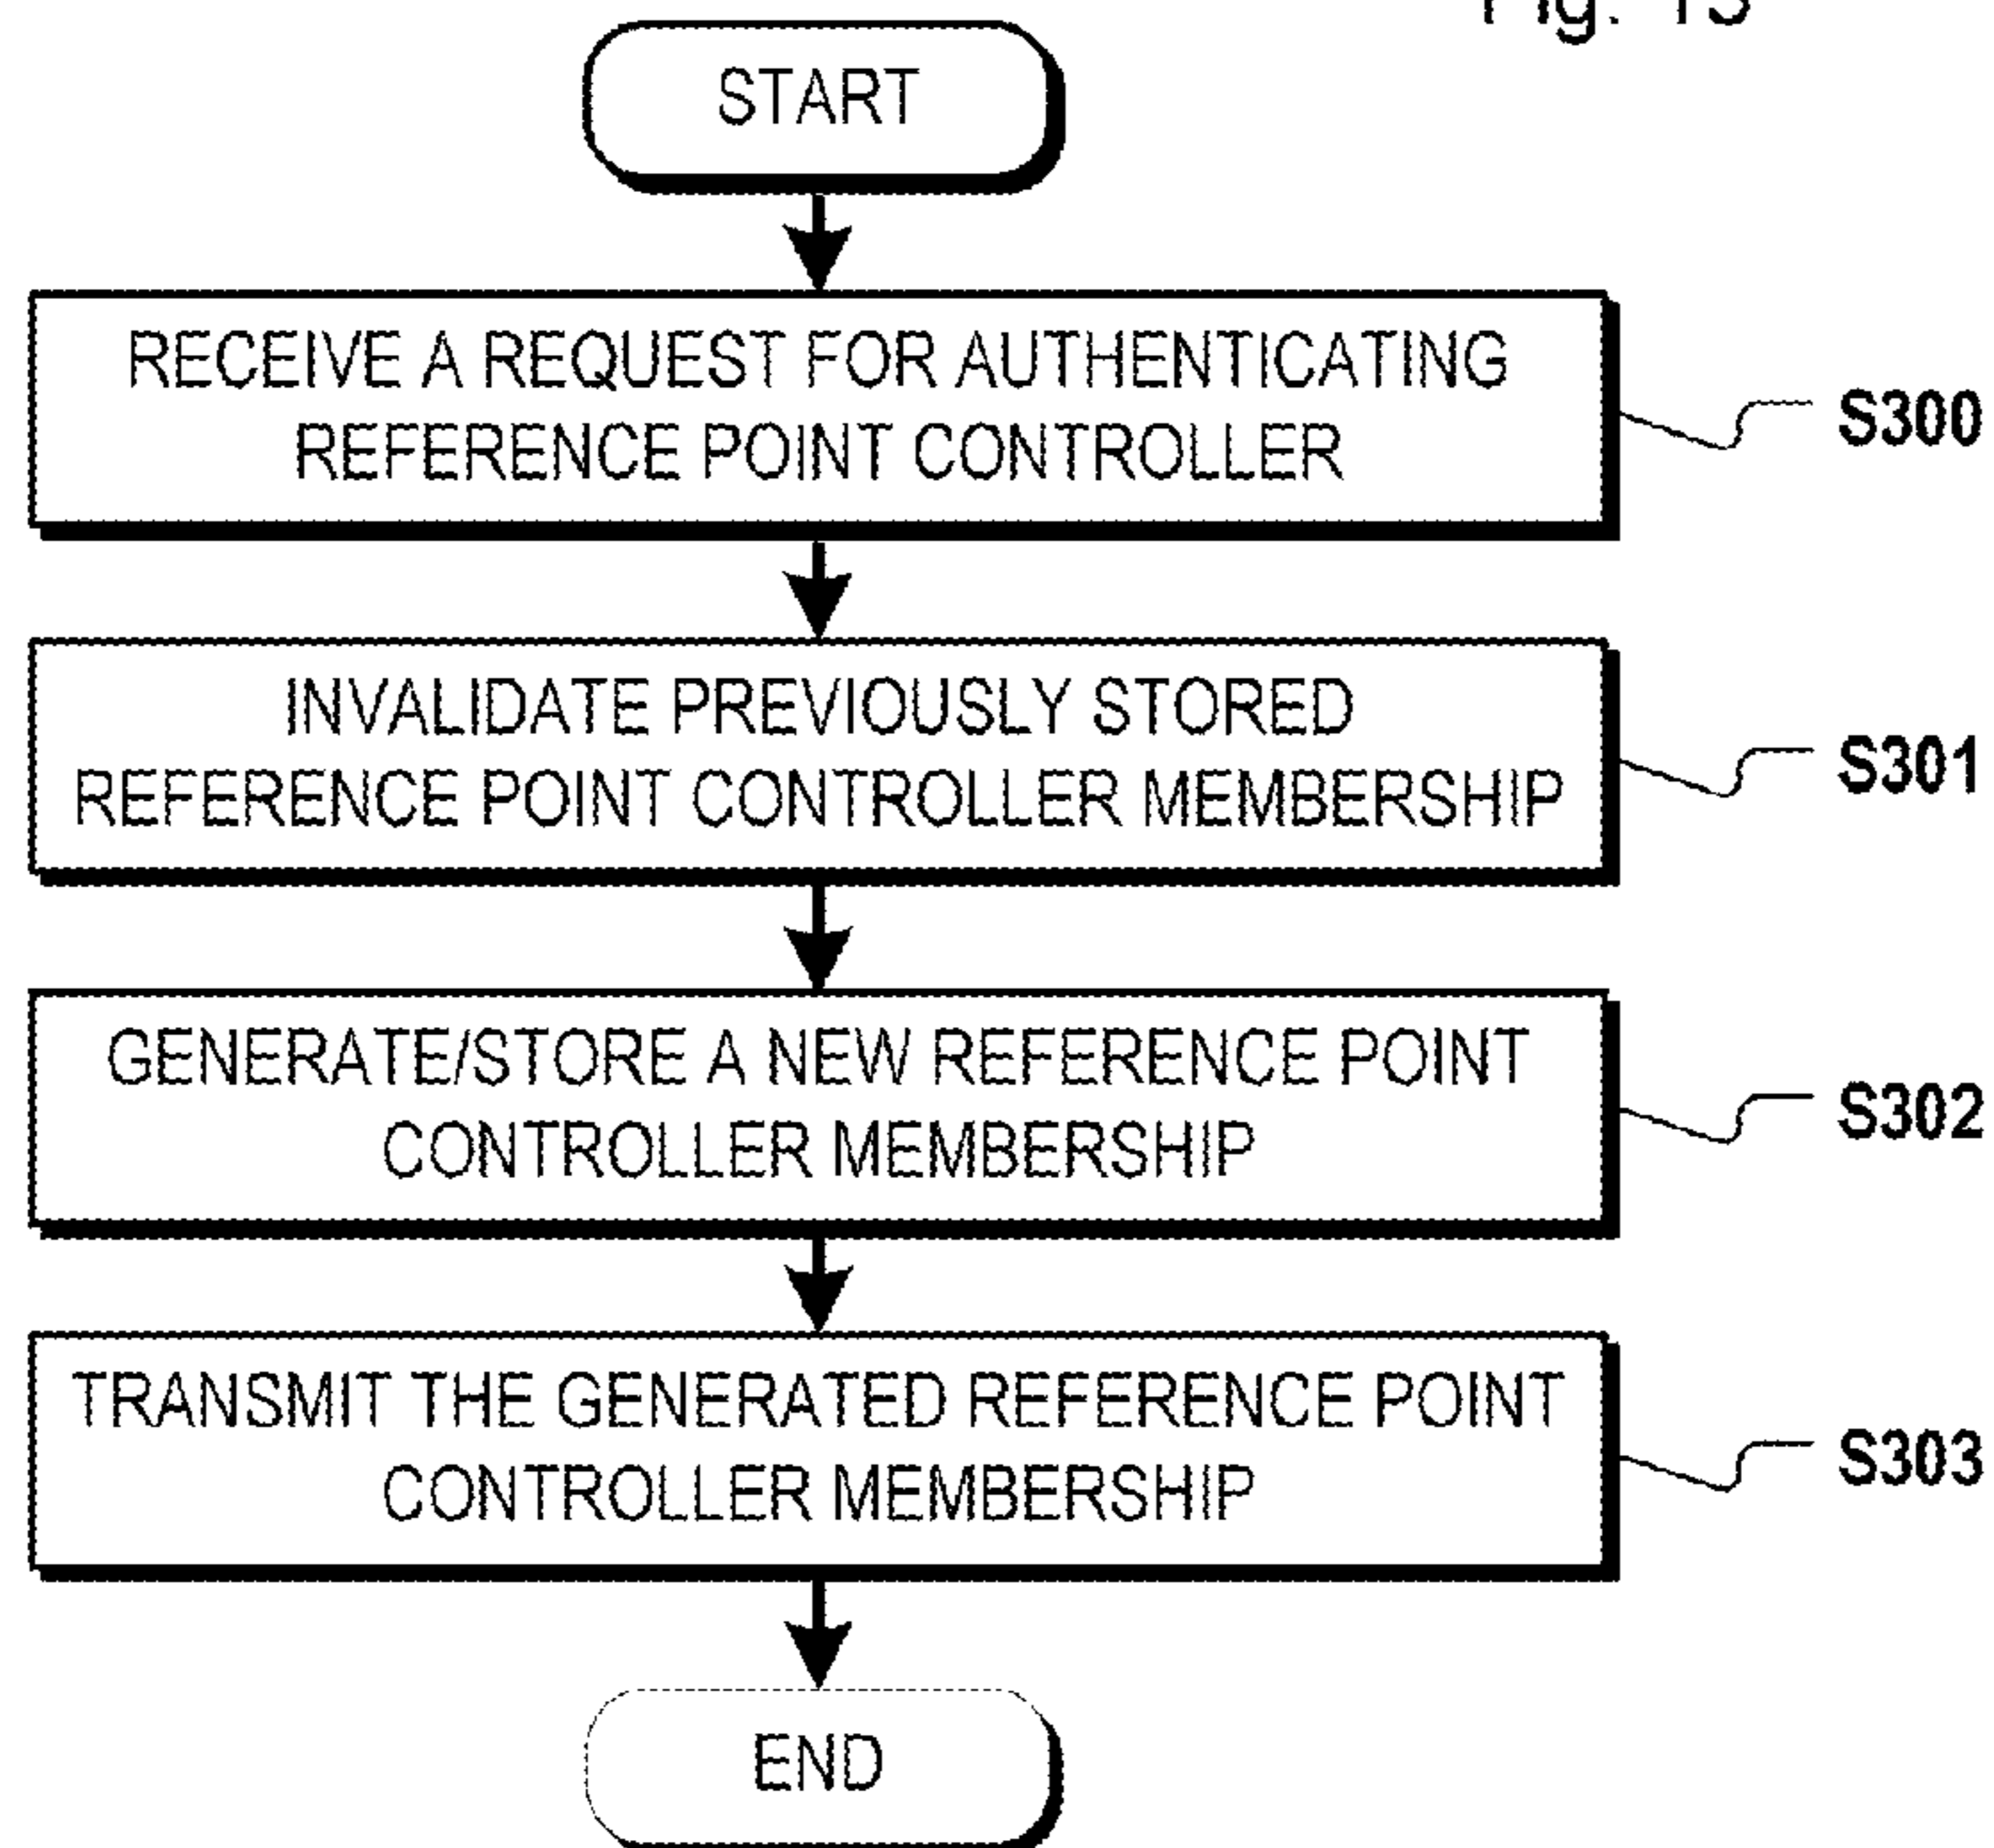 START
RECEIVE A REQUEST FOR AUTHENTICATING
REFERENCE POINT CONTROLLER
S300
INVALIDATE PREVIOUSLY STORED
REFERENCE POINT CONTROLLER MEMBERSHIP
S301
GENERATE/STORE A NEW REFERENCE POINT
CONTROLLER MEMBERSHIP
S302
TRANSMIT THE GENERATED REFERENCE POINT
CONTROLLER MEMBERSHIP
S303
END